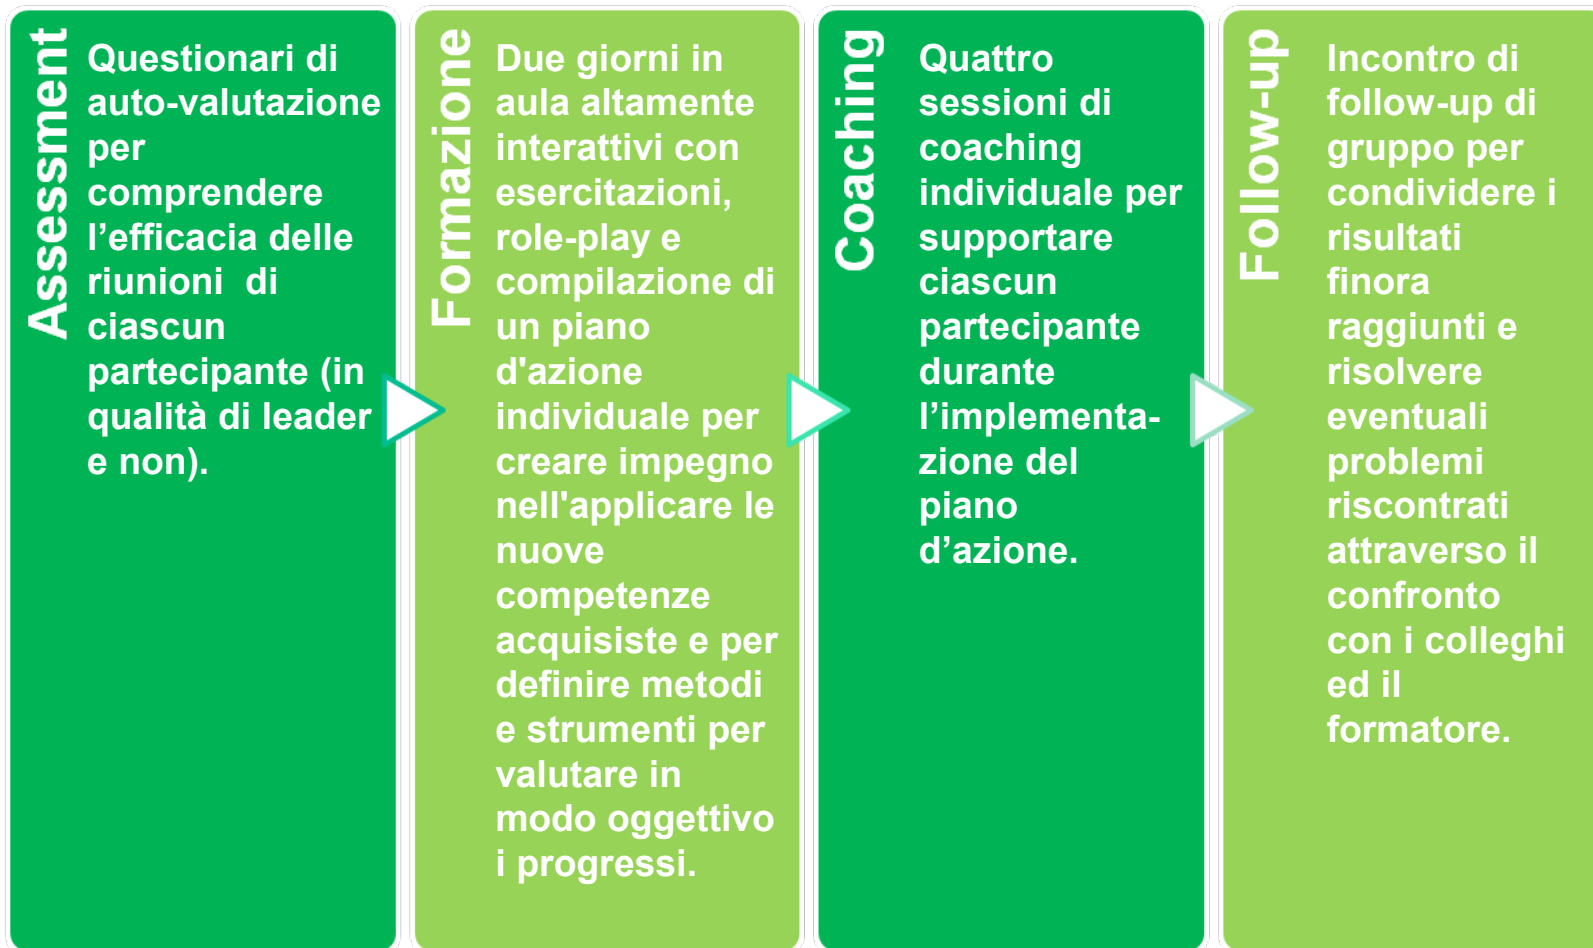 Assessment
Questionari di
auto-valutazione
per
comprendere
l’efficacia delle
riunioni  di
ciascun
partecipante (in
qualità di leader
e non).
Formazione
Due giorni in
aula altamente
interattivi con
esercitazioni,
role-play e
compilazione di
un piano
d'azione
individuale per
creare impegno
nell'applicare le
nuove
competenze
acquisiste e per
definire metodi
e strumenti per
valutare in
modo oggettivo
i progressi.
Coaching
Quattro
sessioni di
coaching
individuale per
supportare
ciascun
partecipante
durante
l’implementa-
zione del
piano
d’azione.
Follow-up
Incontro di
follow-up di
gruppo per
condividere i
risultati
finora
raggiunti e
risolvere
eventuali
problemi
riscontrati
attraverso il
confronto
con i colleghi
ed il
formatore.